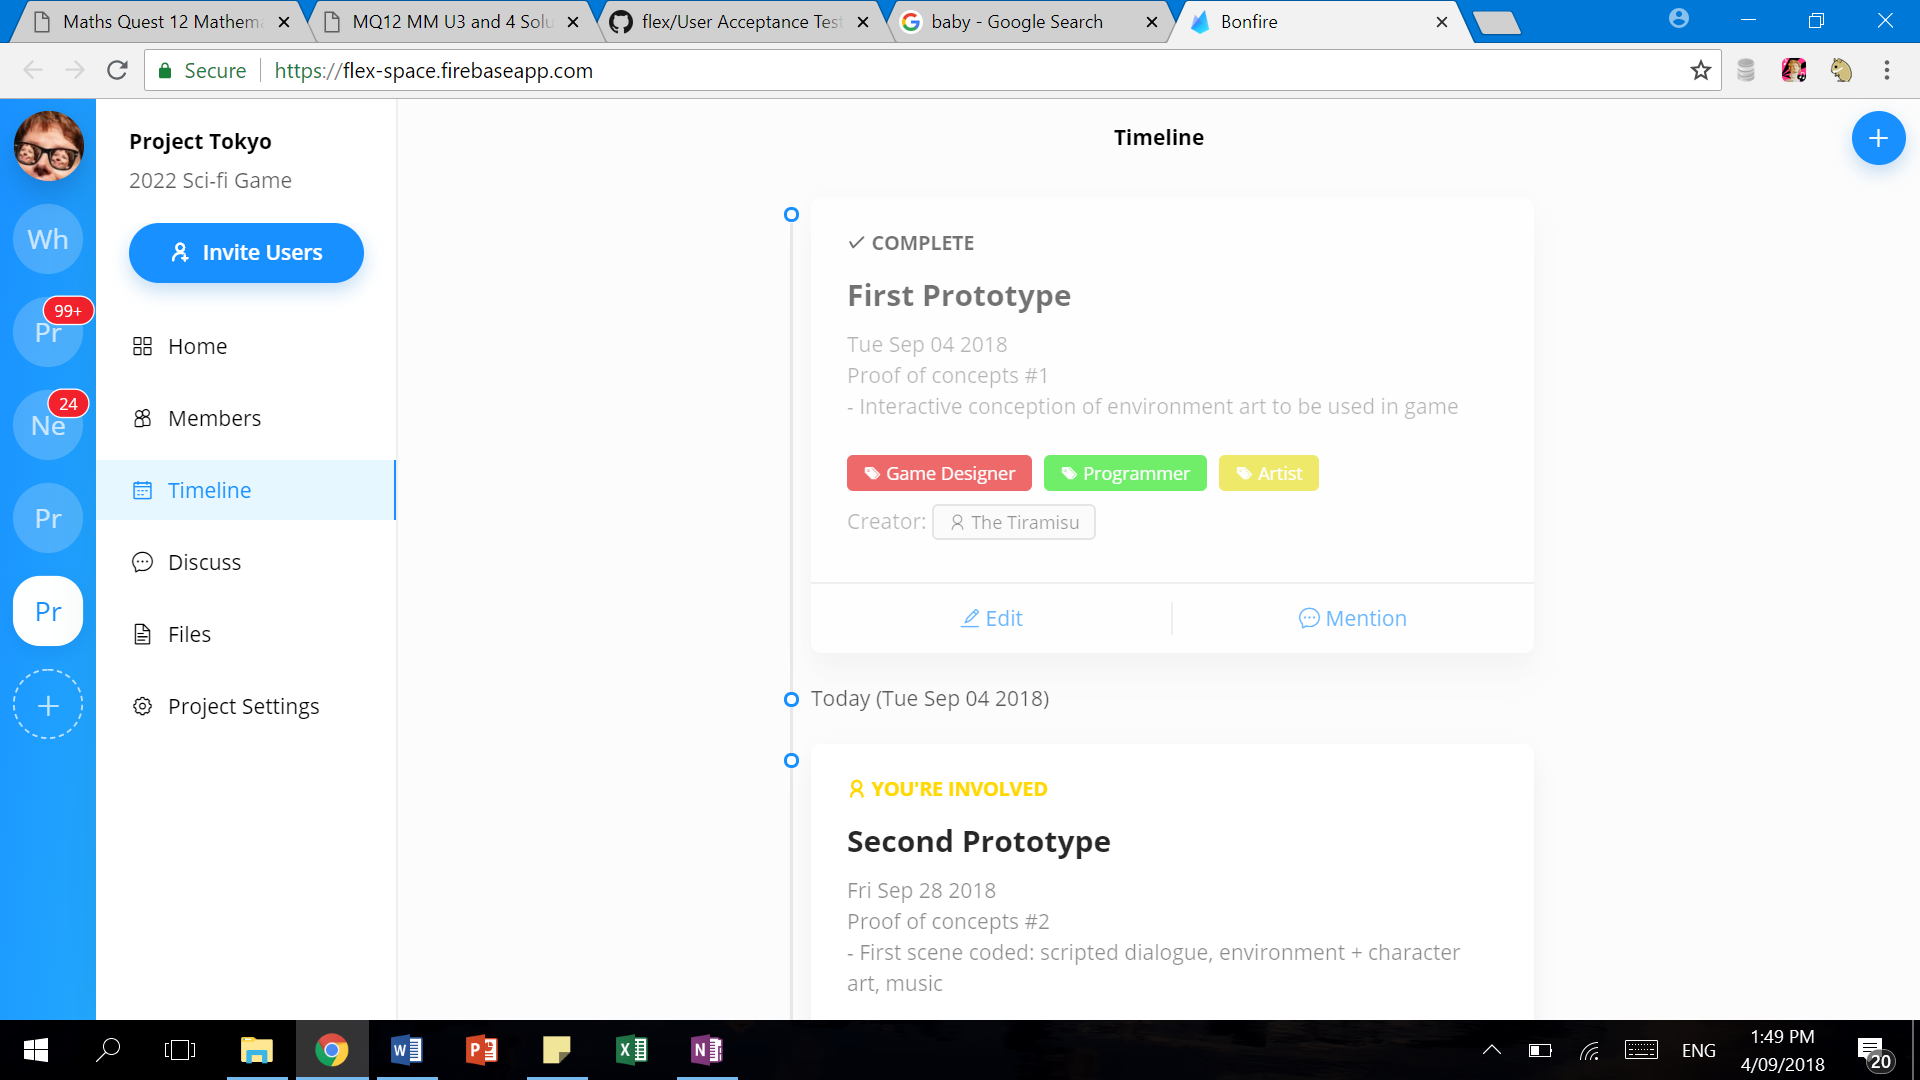 Maths Quest 12 Mathema
MQ12 MM U3 and 4 Solu
flex/User Acceptance Test
baby - Google Search
Bonfire
Secure
https://flex-space.firebaseapp.com
Wh
99+
Pr
24
Ne
Pr
Pr
Project Tokyo
2022 Sci-fi Game
Invite Users
Home
Members
Timeline
Discuss
Files
Project Settings
Timeline
COMPLETE
First Prototype
Tue Sep 04 2018
Proof of concepts #1
- Interactive conception of environment art to be used in game
Game Designer
Programmer
Artist
Creator:
The Tiramisu
Edit
Mention
Today (Tue Sep 04 2018)
YOU'RE INVOLVED
Second Prototype
Fri Sep 28 2018
Proof of concepts #2
- First scene coded: scripted dialogue, environment + character
art, music
ENG
1:49 PM
4/09/2018
20